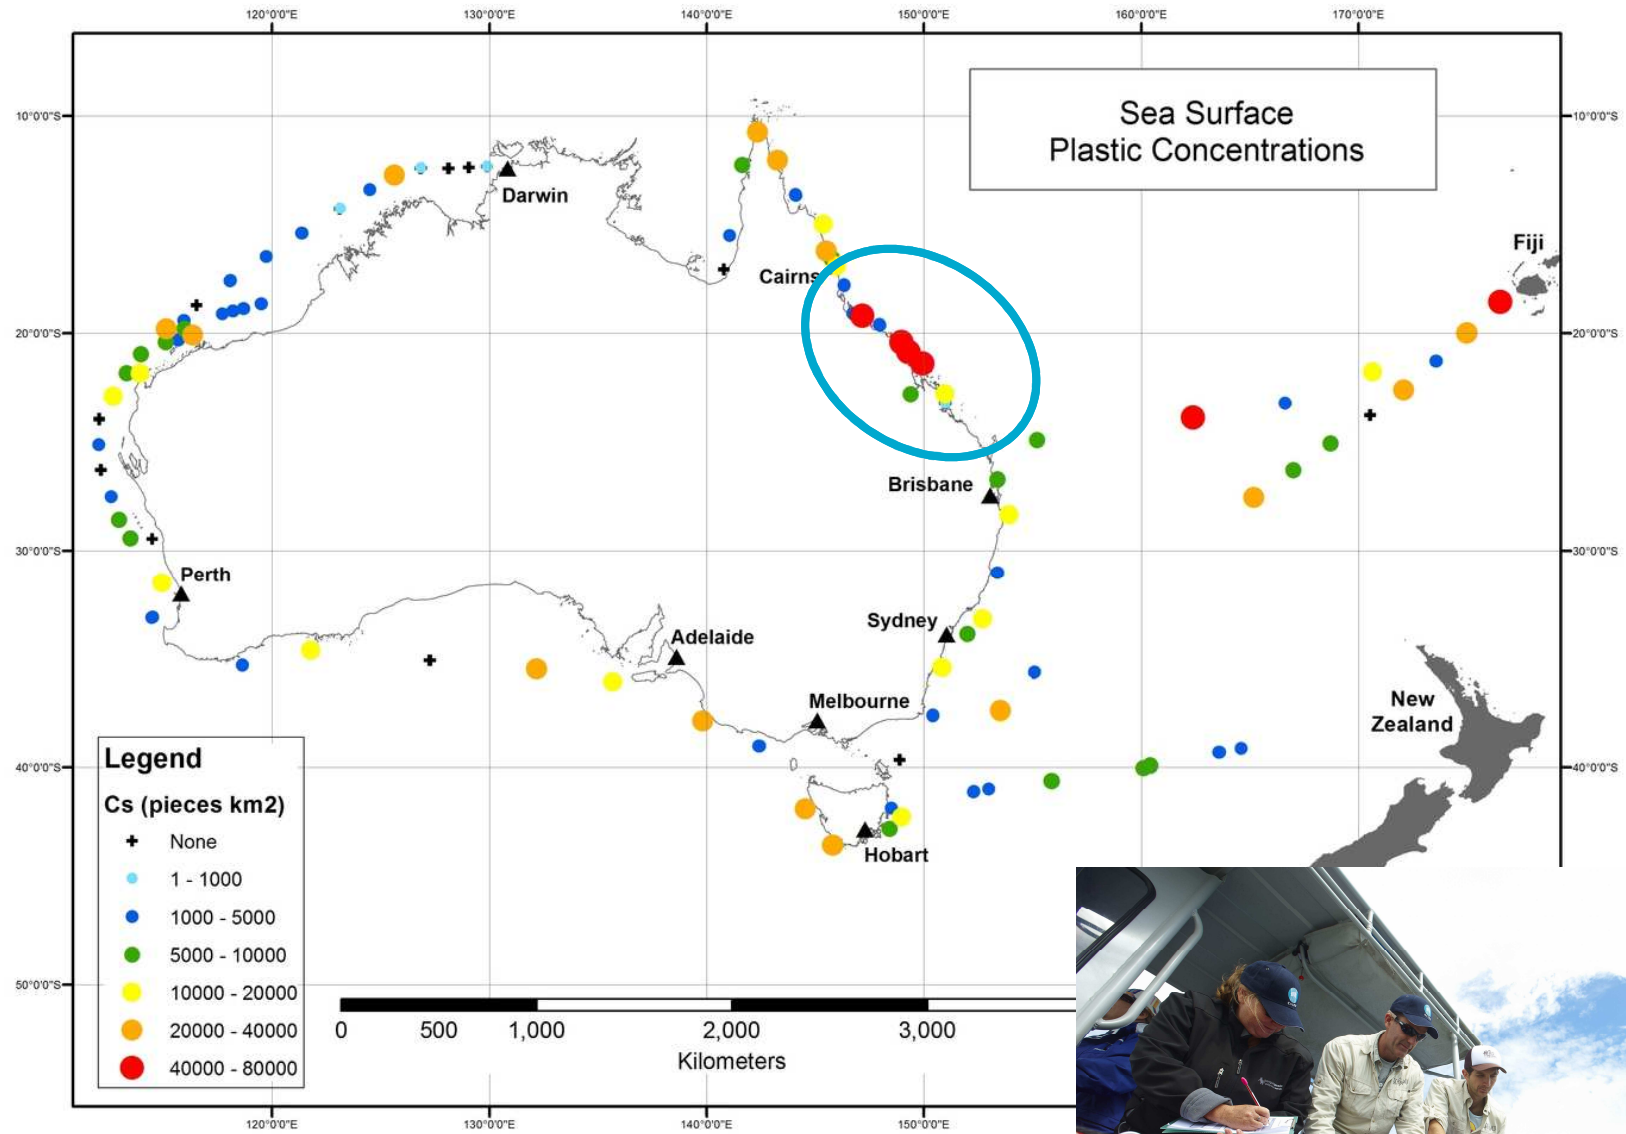 120°0'0"E 130°0'0"E 140°0'0"E 150°0'0"E 160°0'0"E 170°0'0"E
Sea Surface
Plastic Concentrations
10°0'0"S 10°0'0"S
Darwin
Fiji
Cairns
20°0'0"S 20°0'0"S
Brisbane
30°0'0"S 30°0'0"S
Perth
Sydney
Adelaide
Melbourne
New
Zealand
40°0'0"S 40°0'0"S
Hobart
Legend
Cs (pieces km2)
None
1 - 1000
1000 - 5000
5000 - 10000
10000 - 20000
20000 - 40000
40000 - 80000
50°0'0"S
0 500 1,000 2,000 3,000
Kilometers
120°0'0"E 130°0'0"E 140°0'0"E 150°0'0"E